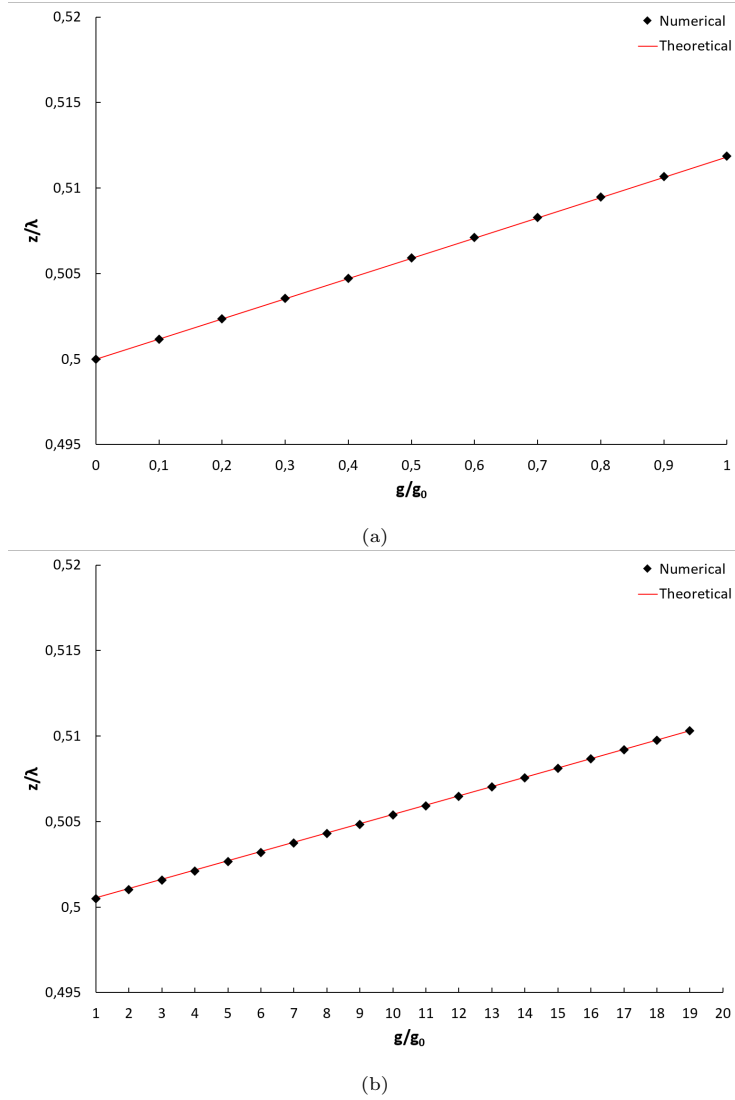 0,52
Numerical
Theoretical
0,515
0,51
z/λ
0,505
0,5
0,495
0 0,1 0,2 0,3 0,4 0,5 0,6 0,7 0,8 0,9 1
g/g₀
(a)
0,52
Numerical
Theoretical
0,515
0,51
z/λ
0,505
0,5
0,495
1 2 3 4 5 6 7 8 9 10 11 12 13 14 15 16 17 18 19 20
g/g₀
(b)